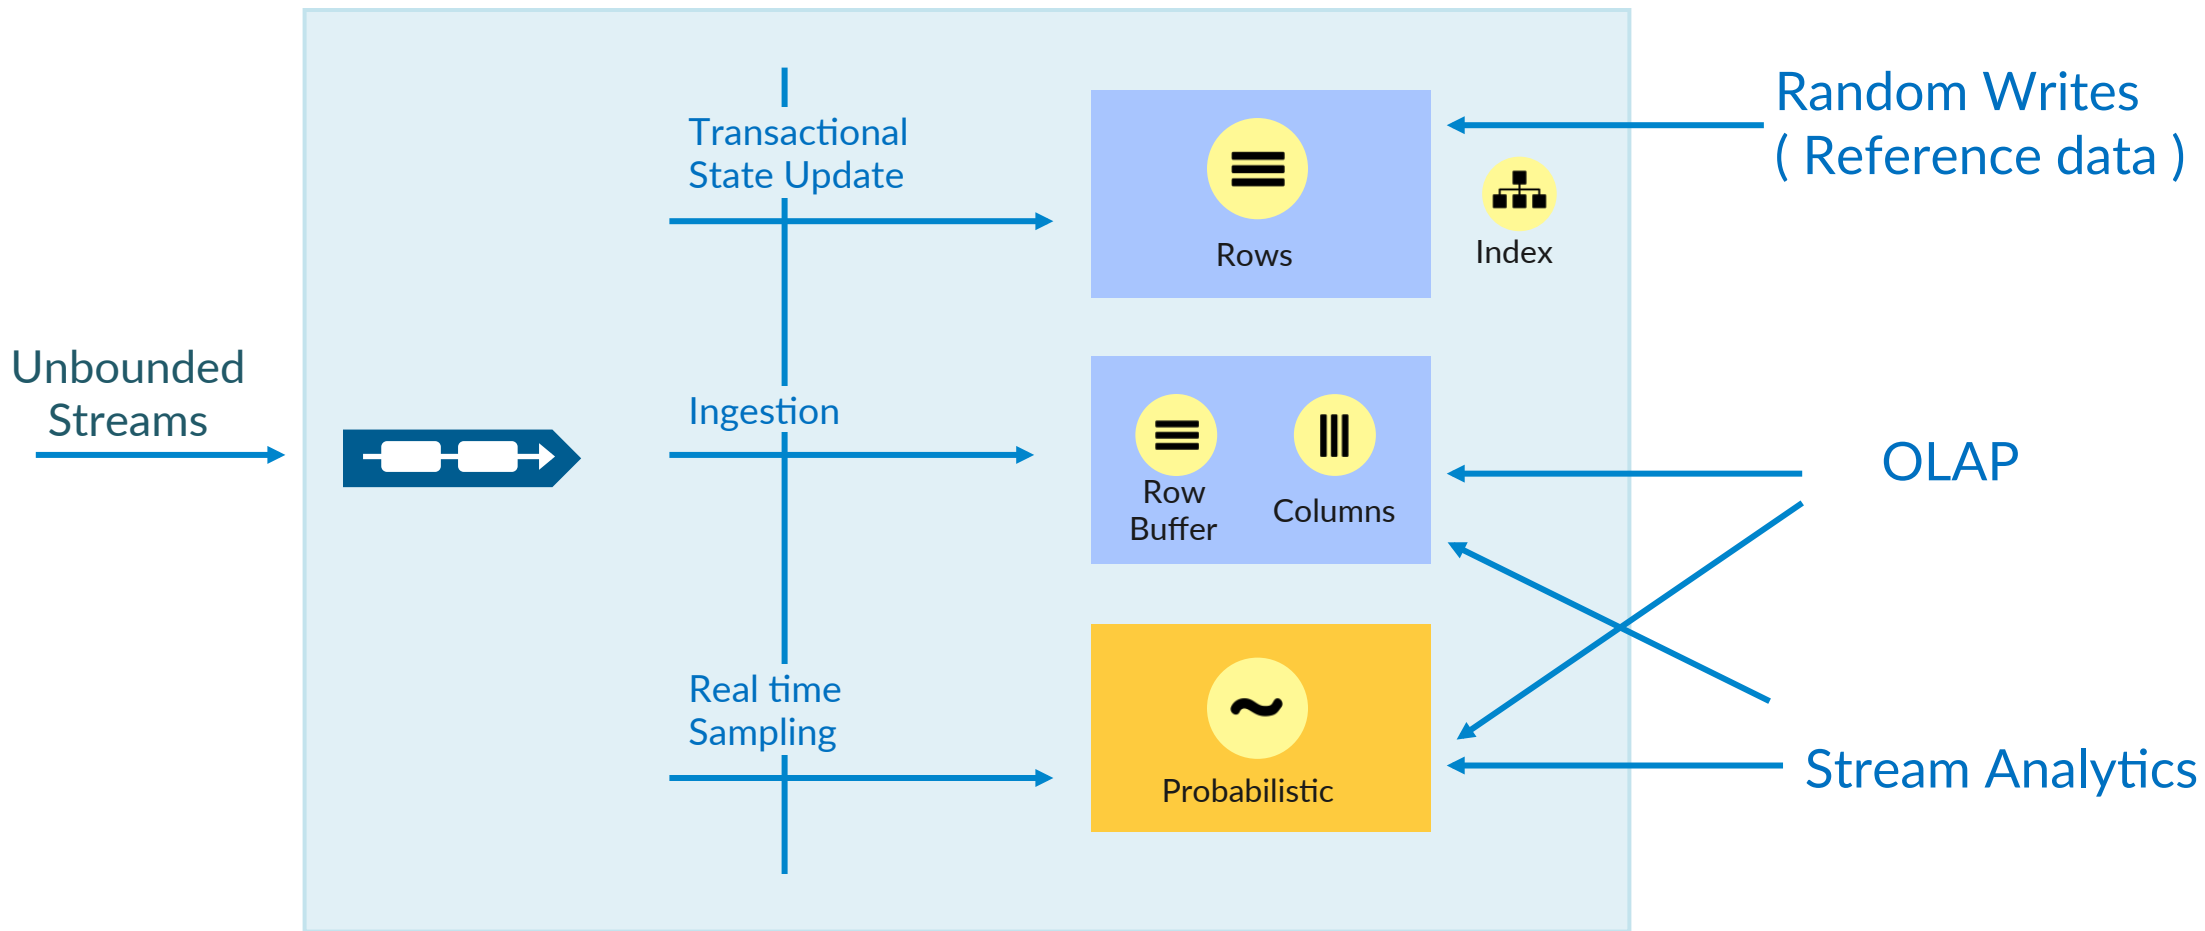 Unbounded
Streams
Transactional
State Update
Ingestion
Real time
Sampling
Rows
Index
Row
Buffer
Columns
Probabilistic
Random Writes
( Reference data )
OLAP
Stream Analytics